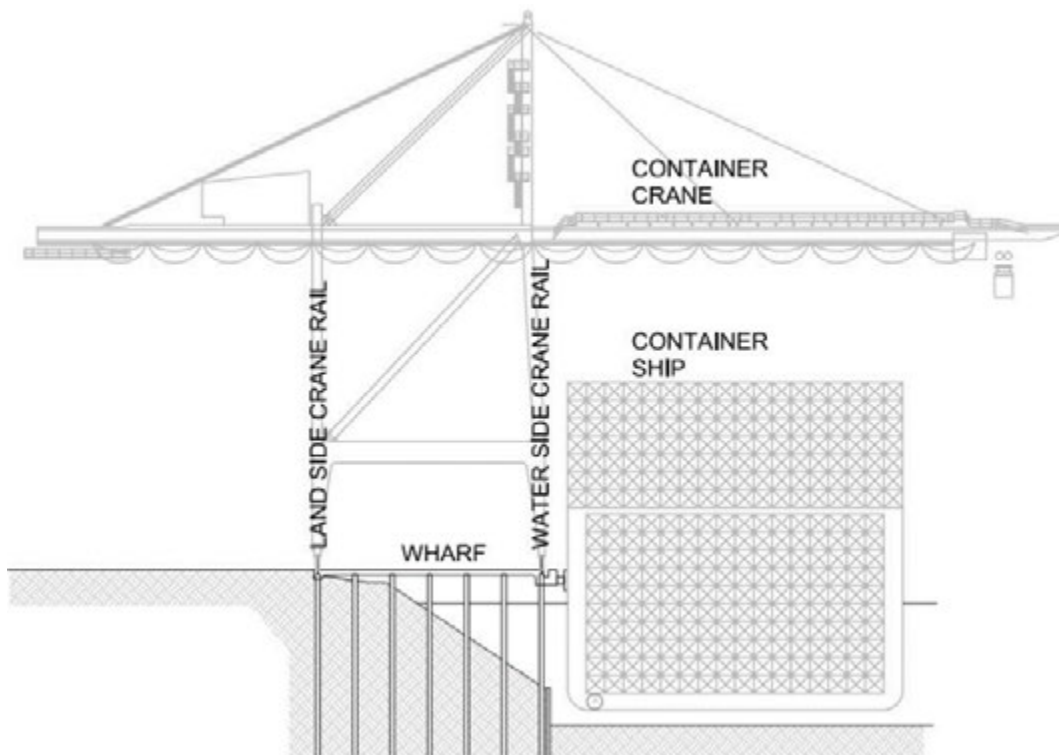 CONTAINER
CRANE
LAND SIDE CRANE RAIL
WATER SIDE CRANE RAIL
CONTAINER
SHIP
WHARF